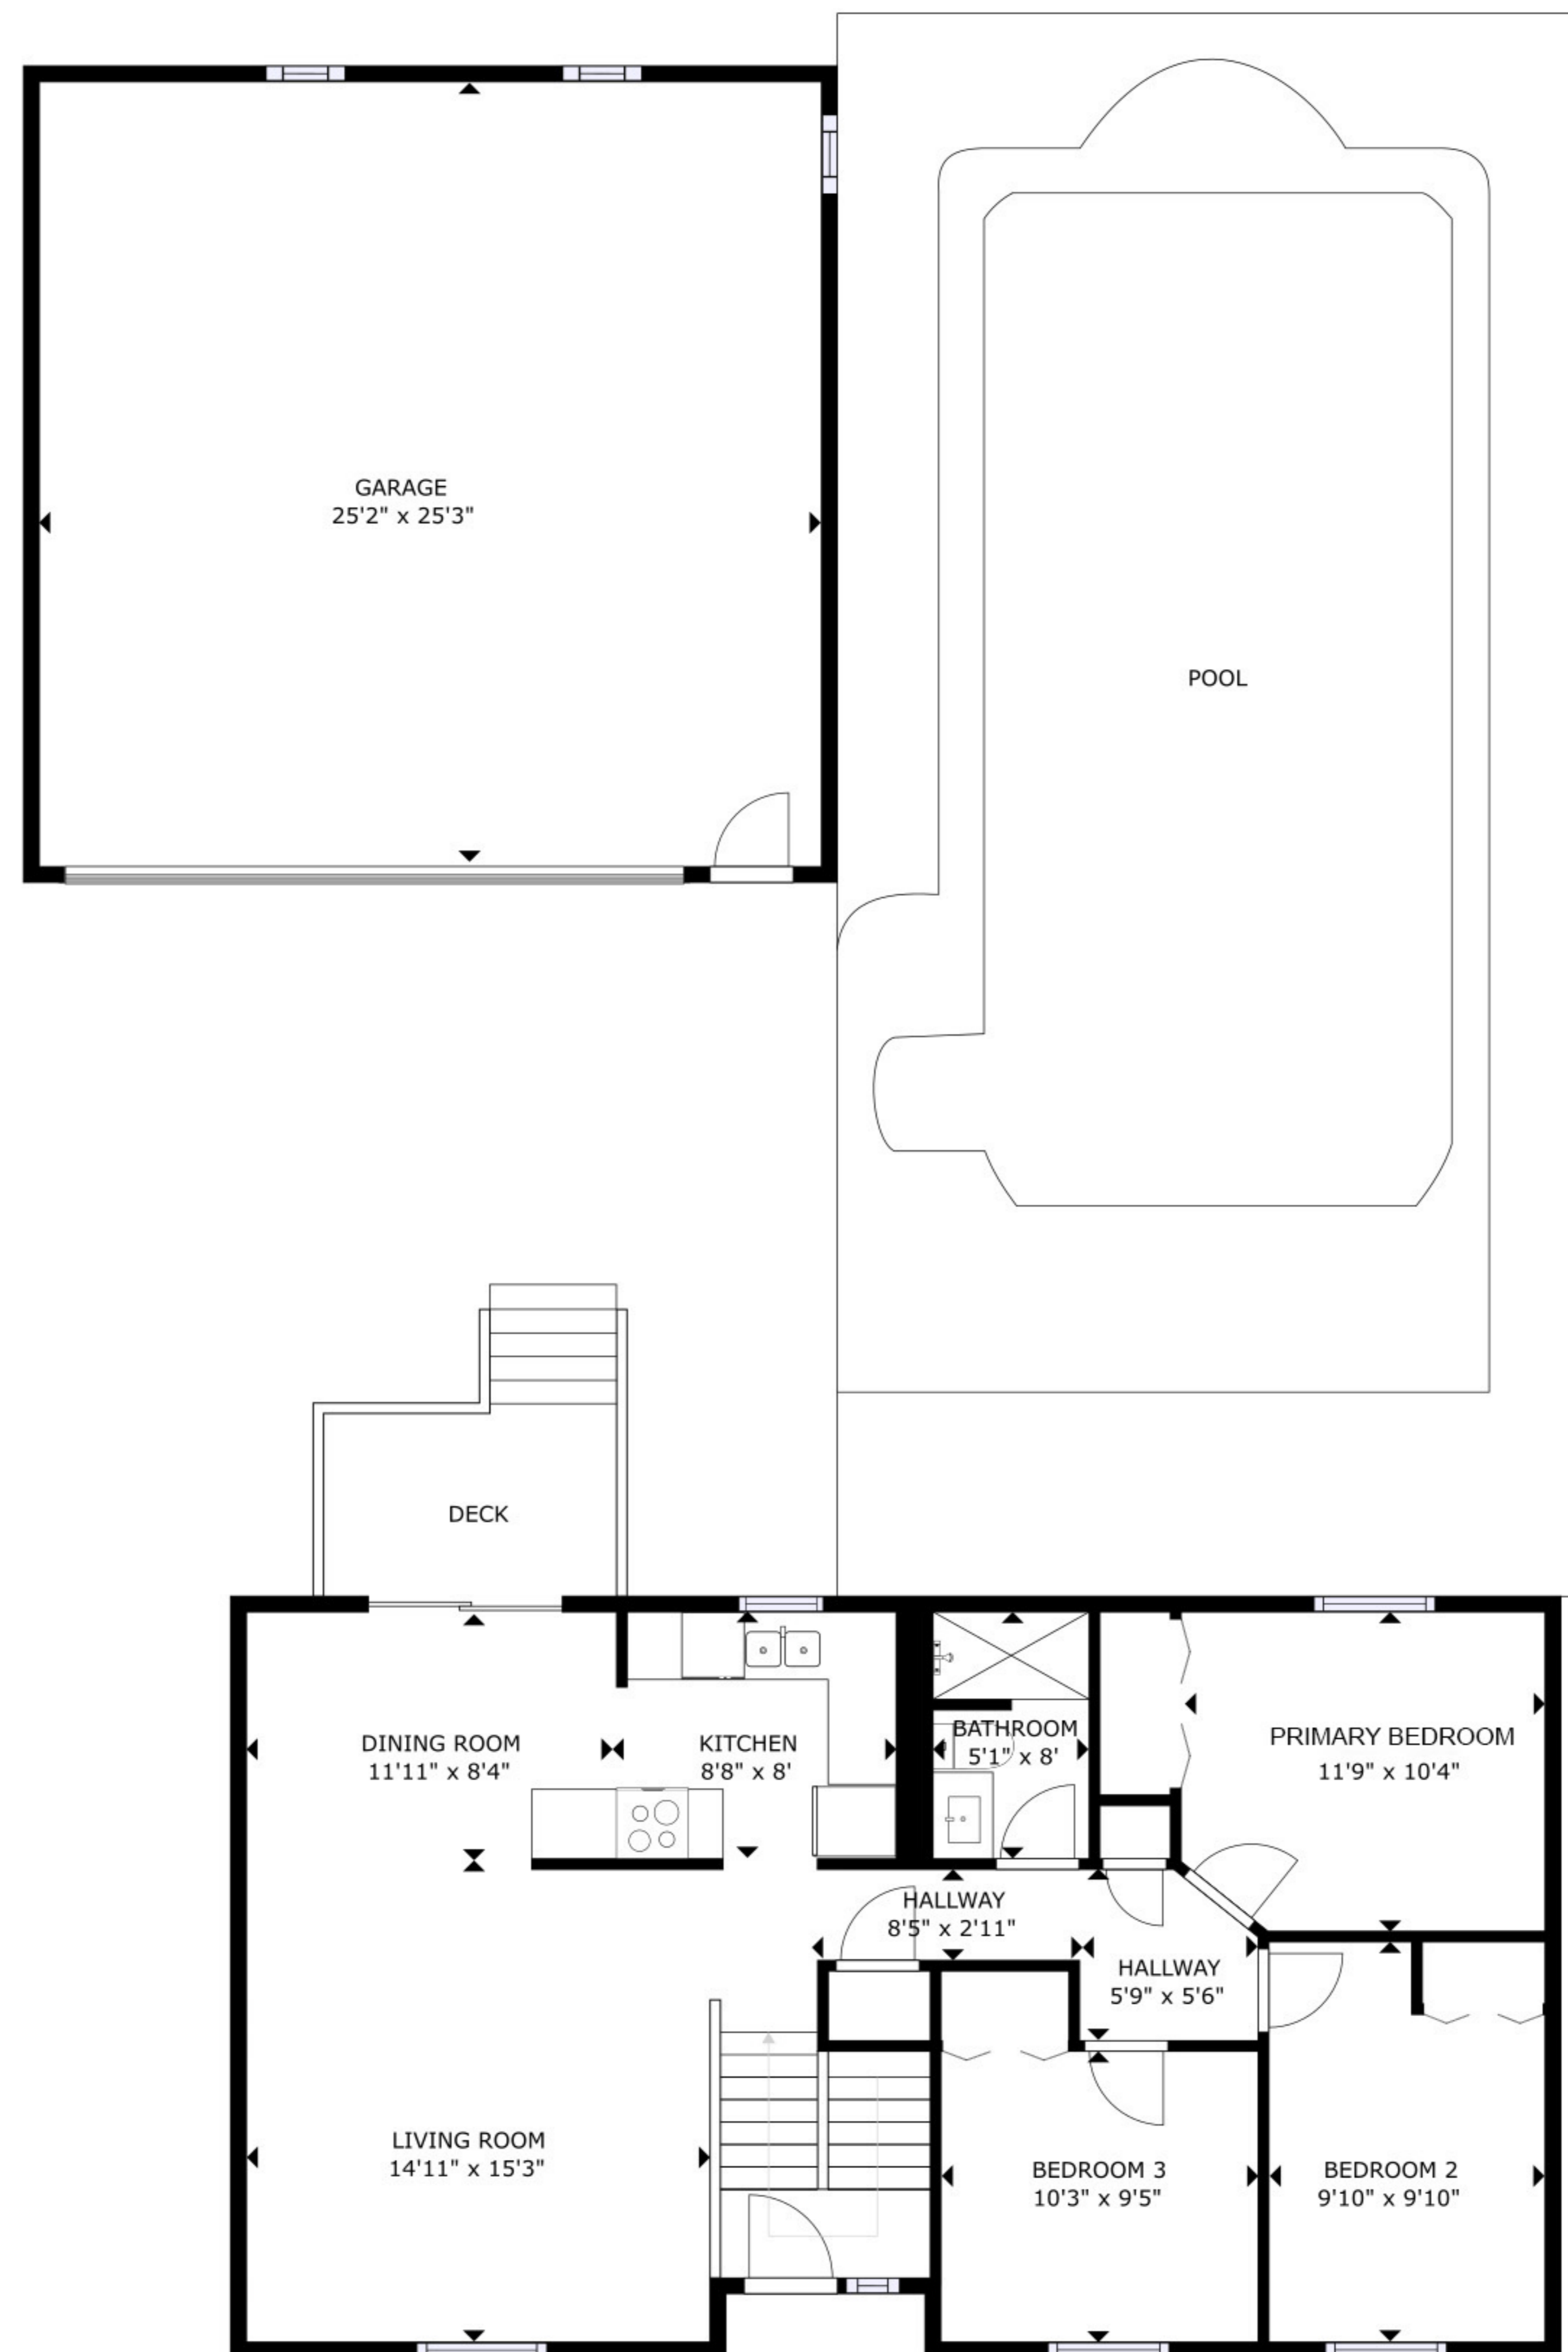 GARAGE
25'2" x 25'3"
POOL
DECK
DINING ROOM
11'11" x 8'4"
KITCHEN
8'8" x 8'
BATHROOM
5'1" x 8'
PRIMARY BEDROOM
11'9" x 10'4"
HALLWAY
8'5" x 2'11"
HALLWAY
5'9" x 5'6"
LIVING ROOM
14'11" x 15'3"
BEDROOM 3
10'3" x 9'5"
BEDROOM 2
9'10" x 9'10"